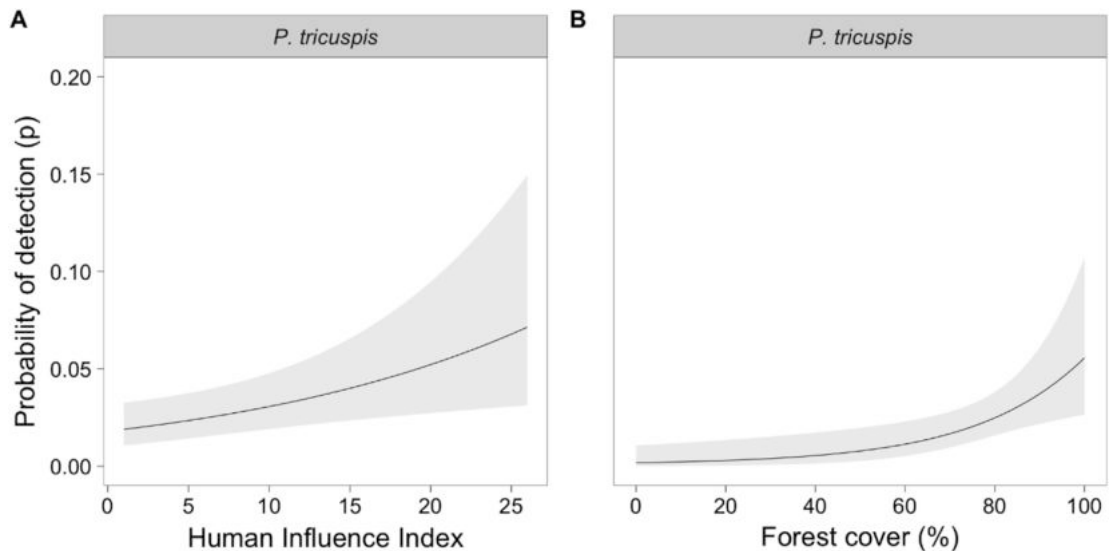 A
P. tricuspis
Probability of detection (p)
0.20
0.15
0.10
0.05
0.00
0 5 10 15 20 25
Human Influence Index
B
P. tricuspis
0 20 40 60 80 100
Forest cover (%)